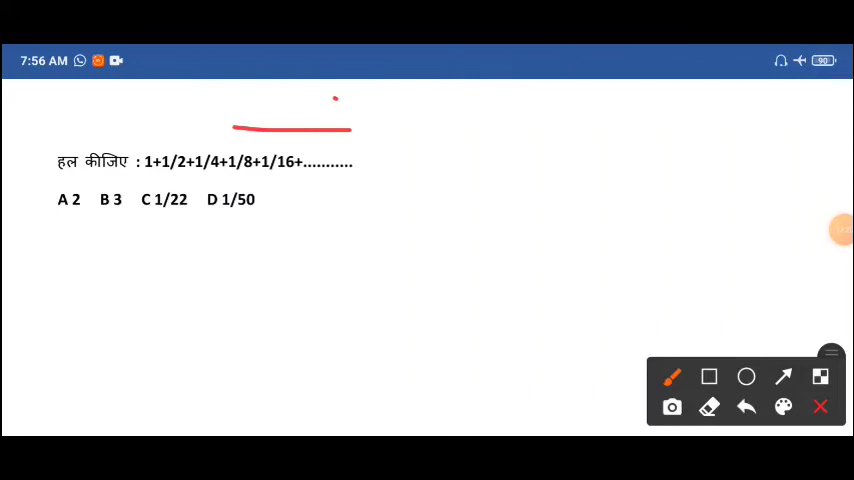 7:56 AM 90
हल कीजिए : 1+1/2+1/4+1/8+1/16+...........
A 2 B 3 C 1/22 D 1/50